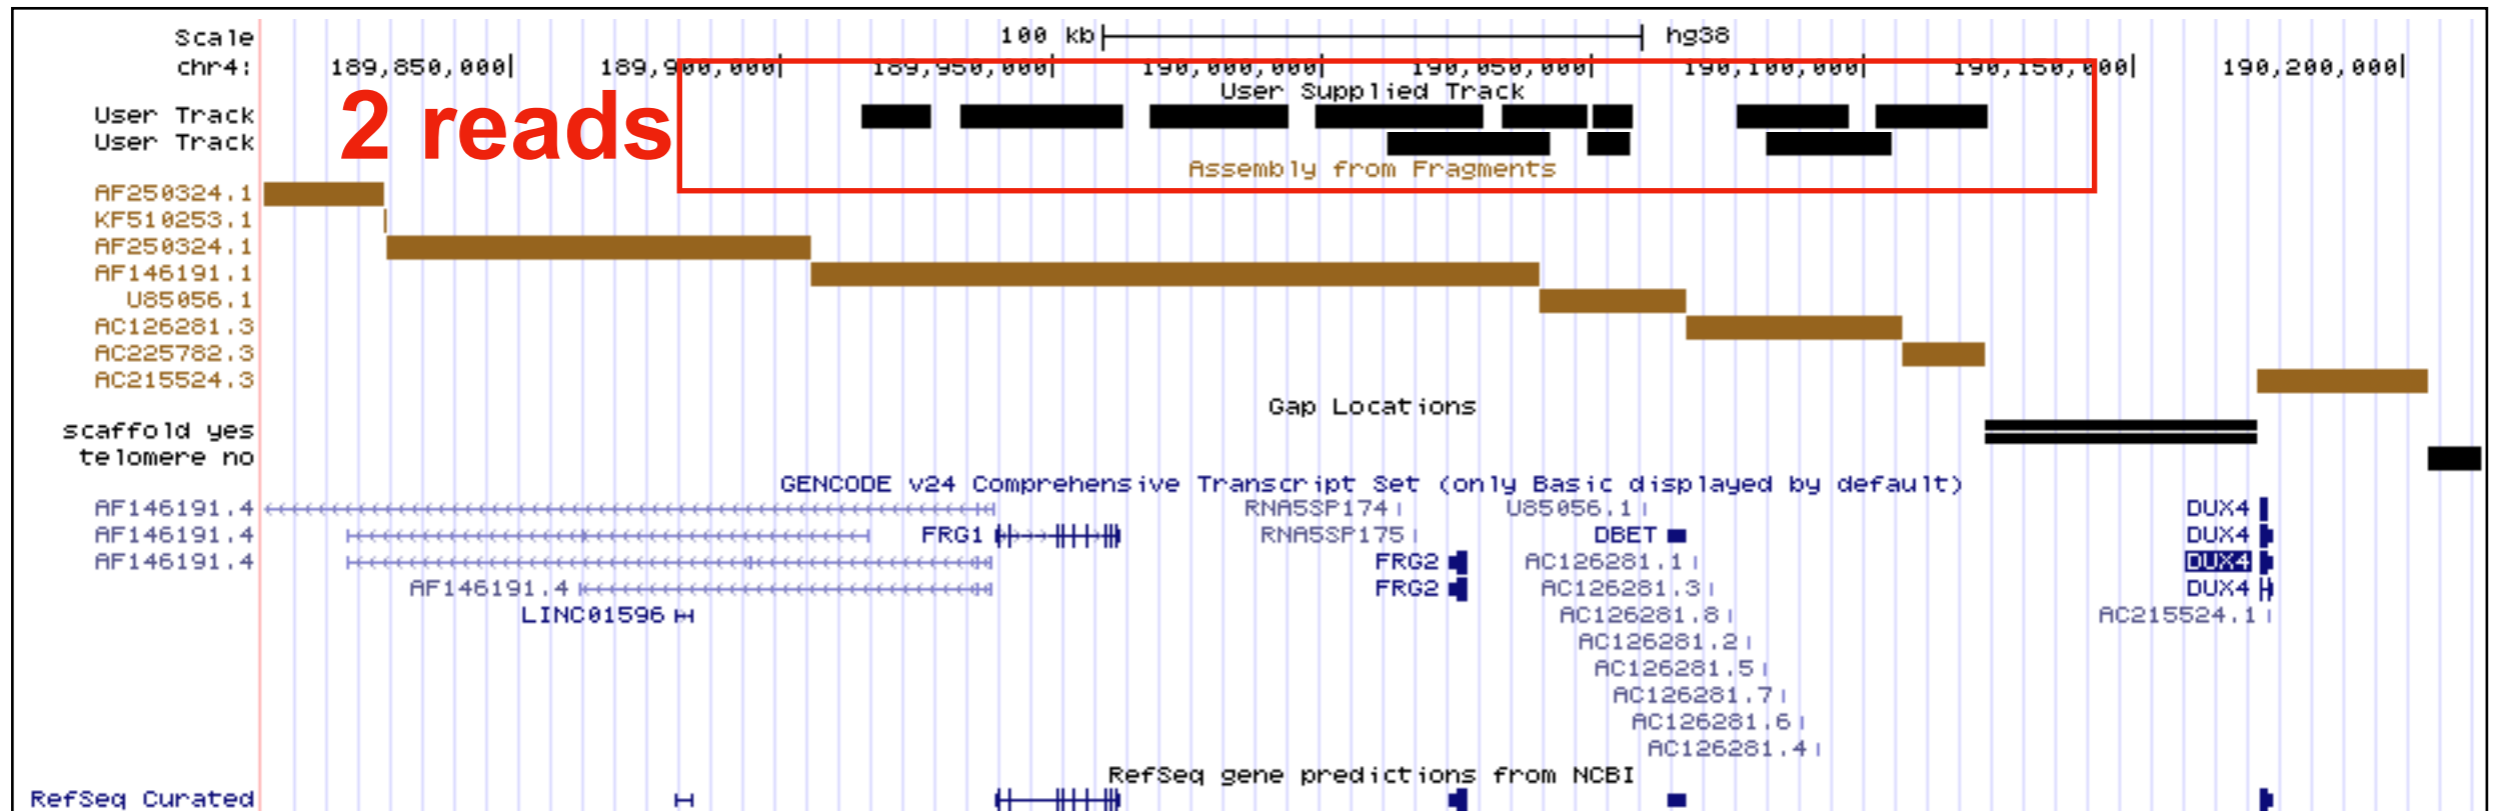 Scale 100 kb hg38
chr4: 189,850,000| 189,900,000| 189,950,000| 190,000,000| 190,050,000| 190,100,000| 190,150,000| 190,200,000|
User Supplied Track
2 reads
User Track
User Track
Assembly from Fragments
AF250324.1
KF510253.1
AF250324.1
AF146191.1
U85056.1
AC126281.3
AC225782.3
AC215524.3
Gap Locations
scaffold yes
telomere no
GENCODE v24 Comprehensive Transcript Set (only Basic displayed by default)
AF146191.4 RNA5SP174 U85056.1 DUX4
AF146191.4 FRG1 RNA5SP175 DBET DUX4
AF146191.4 FRG2 AC126281.1 DUX4
AF146191.4 FRG2 AC126281.3 DUX4
LINC01596 AC126281.8 AC215524.1
AC126281.2
AC126281.5
AC126281.7
AC126281.6
AC126281.4
RefSeq gene predictions from NCBI
RefSeq Curated